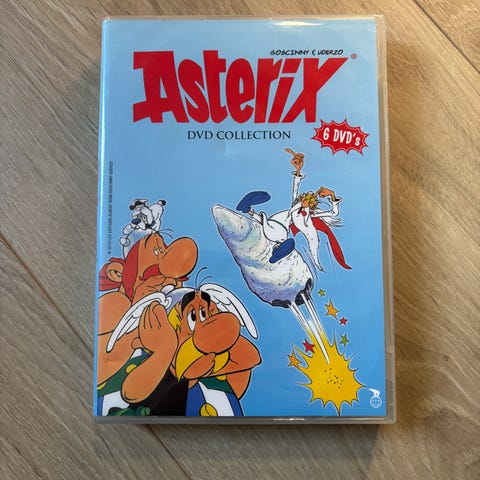 GOSCINNY & UDERZO
Asterix®
DVD COLLECTION
6 DVD's